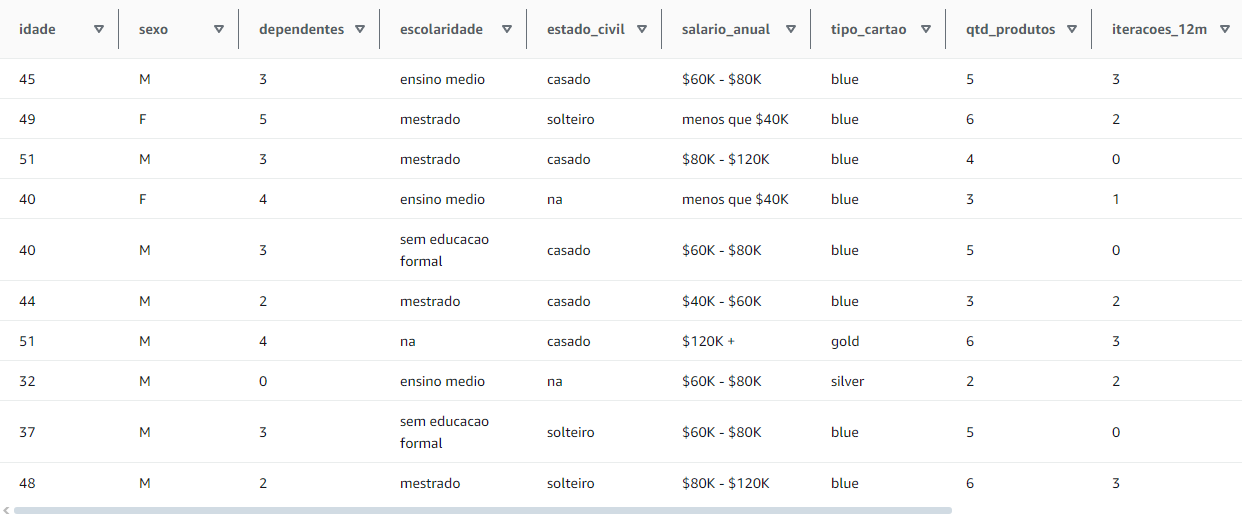 idade sexo dependentes escolaridade estado_civil salario_anual tipo_cartao qtd_produtos iteracoes_12m
45 M 3 ensino medio casado $60K - $80K blue 5 3
49 F 5 mestrado solteiro menos que $40K blue 6 2
51 M 3 mestrado casado $80K - $120K blue 4 0
40 F 4 ensino medio na menos que $40K blue 3 1
40 M 3 sem educacao formal casado $60K - $80K blue 5 0
44 M 2 mestrado casado $40K - $60K blue 3 2
51 M 4 na casado $120K + gold 6 3
32 M 0 ensino medio na $60K - $80K silver 2 2
37 M 3 sem educacao formal solteiro $60K - $80K blue 5 0
48 M 2 mestrado solteiro $80K - $120K blue 6 3